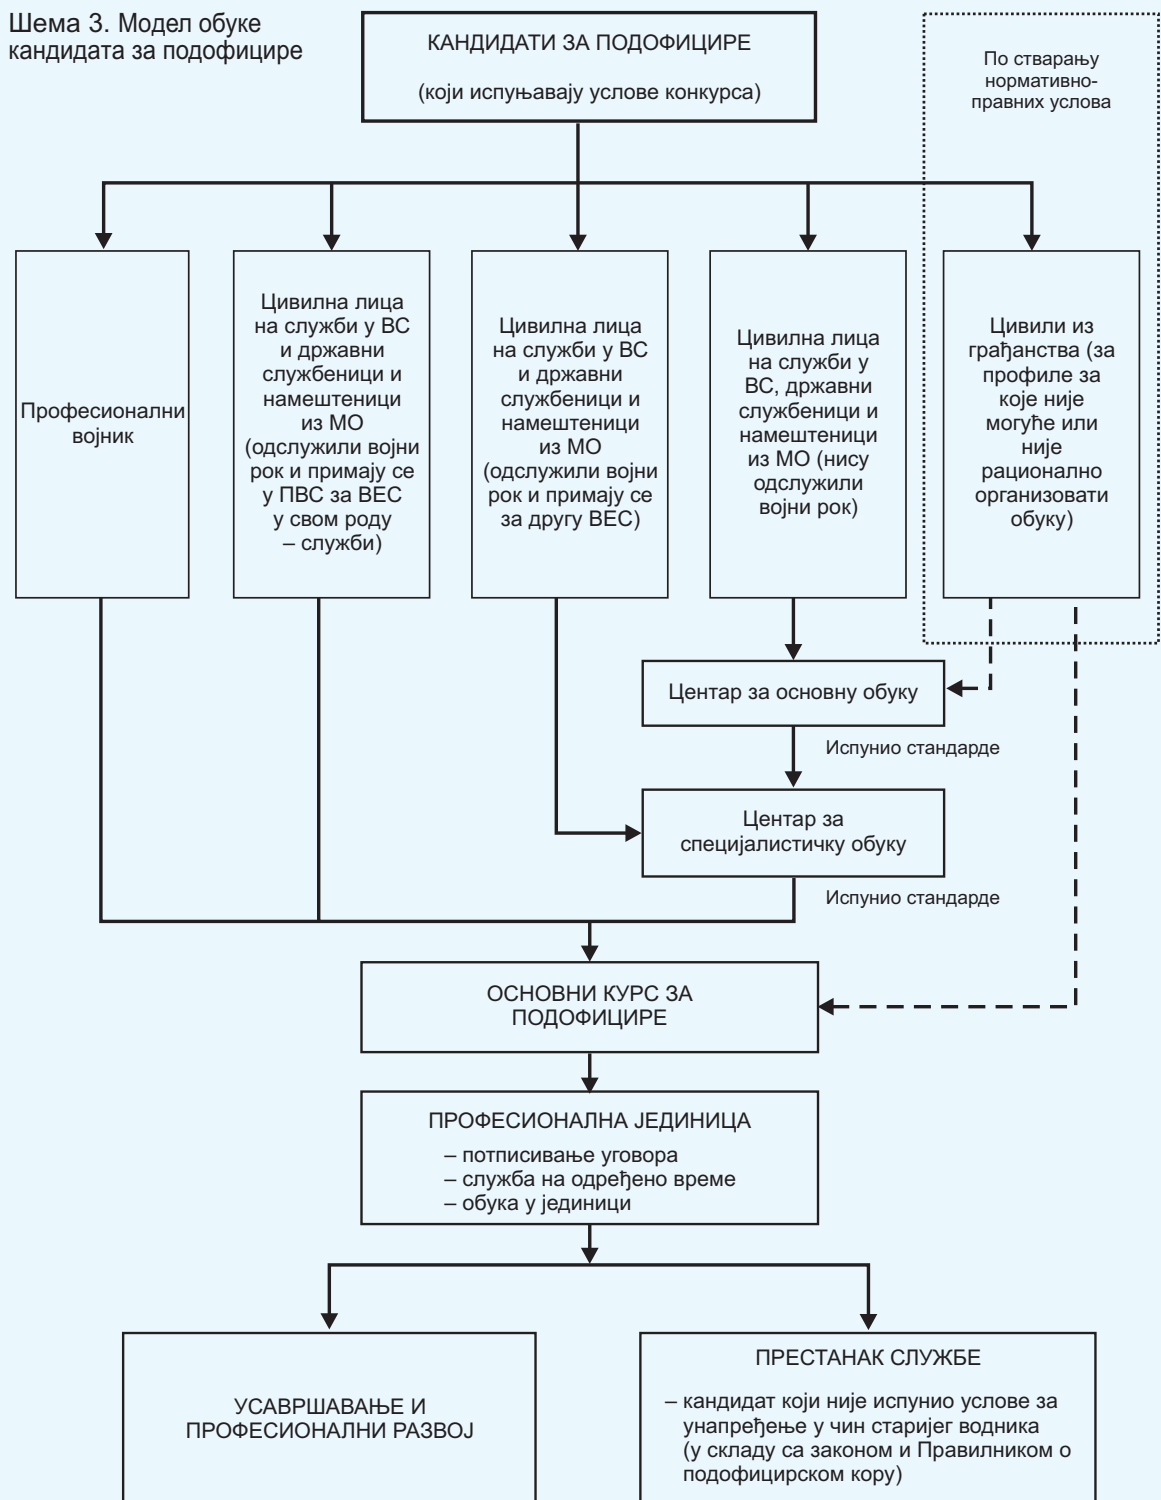 Шема 3. Модел обуке
кандидата за подофицире
КАНДИДАТИ ЗА ПОДОФИЦИРЕ
(који испуњавају услове конкурса)
По стварању
нормативно-
правних услова
Професионални
војник
Цивилна лица
на служби у ВС
и државни
службеници и
намештеници
из МО
(одслужили војни
рок и примају се
у ПВС за ВЕС
у свом роду
– служби)
Цивилна лица
на служби у ВС
и државни
службеници и
намештеници
из МО
(одслужили војни
рок и примају се
за другу ВЕС)
Цивилна лица
на служби у
ВС, државни
службеници и
намештеници
из МО (нису
одслужили
војни рок)
Цивили из
грађанства (за
профиле за
које није
могуће или
није
рационално
организовати
обуку)
Центар за основну обуку
Испунио стандарде
Центар за
специјалистичку обуку
Испунио стандарде
ОСНОВНИ КУРС ЗА
ПОДОФИЦИРЕ
ПРОФЕСИОНАЛНА ЈЕДИНИЦА
– потписивање уговора
– служба на одређено време
– обука у јединици
УСАВРШАВАЊЕ И
ПРОФЕСИОНАЛНИ РАЗВОЈ
ПРЕСТАНАК СЛУЖБЕ
– кандидат који није испунио услове за
унапређење у чин старијег водника
(у складу са законом и Правилником о
подофицирском кору)